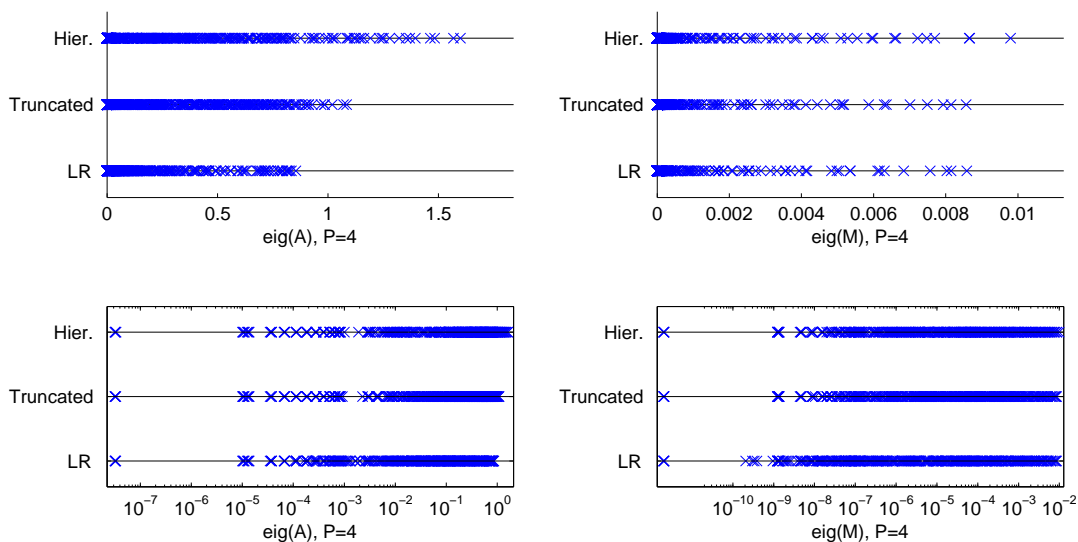 Hier.
Truncated
LR
0 0.5 1 1.5
eig(A), P=4
Hier.
Truncated
LR
0 0.002 0.004 0.006 0.008 0.01
eig(M), P=4
Hier.
Truncated
LR
10^-7 10^-6 10^-5 10^-4 10^-3 10^-2 10^-1 10^0
eig(A), P=4
Hier.
Truncated
LR
10^-10 10^-9 10^-8 10^-7 10^-6 10^-5 10^-4 10^-3 10^-2
eig(M), P=4